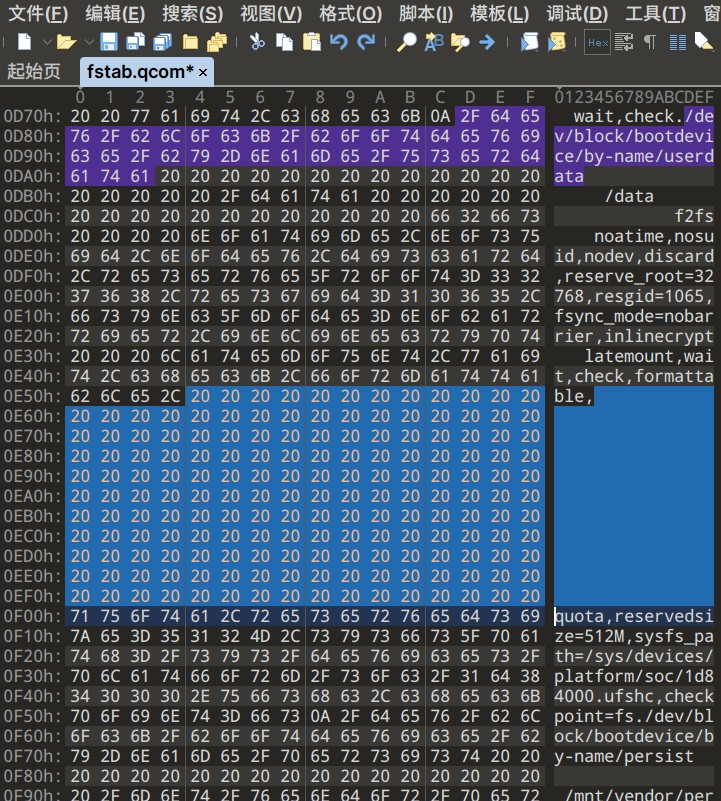 文件(F) 编辑(E) 搜索(S) 视图(V) 格式(O) 脚本(I) 模板(L) 调试(D) 工具(T) 窗
Hex
起始页 fstab.qcom* ×
0 1 2 3 4 5 6 7 8 9 A B C D E F 0123456789ABCDEF
0D70h: 20 20 77 61 69 74 2C 63 68 65 63 6B 0A 2F 64 65 wait,check./de
0D80h: 76 2F 62 6C 6F 63 6B 2F 62 6F 6F 74 64 65 76 69 v/block/bootdevi
0D90h: 63 65 2F 62 79 2D 6E 61 6D 65 2F 75 73 65 72 64 ce/by-name/userd
0DA0h: 61 74 61 20 20 20 20 20 20 20 20 20 20 20 20 20 ata
0DB0h: 20 20 20 20 20 2F 64 61 74 61 20 20 20 20 20 20 /data
0DC0h: 20 20 20 20 20 20 20 20 20 20 20 20 66 32 66 73 f2fs
0DD0h: 20 20 20 20 6E 6F 61 74 69 6D 65 2C 6E 6F 73 75 noatime,nosu
0DE0h: 69 64 2C 6E 6F 64 65 76 2C 64 69 73 63 61 72 64 id,nodev,discard
0DF0h: 2C 72 65 73 65 72 76 65 5F 72 6F 6F 74 3D 33 32 ,reserve_root=32
0E00h: 37 36 38 2C 72 65 73 67 69 64 3D 31 30 36 35 2C 768,resgid=1065,
0E10h: 66 73 79 6E 63 5F 6D 6F 64 65 3D 6E 6F 62 61 72 fsync_mode=nobar
0E20h: 72 69 65 72 2C 69 6E 6C 69 6E 65 63 72 79 70 74 rier,inlinecrypt
0E30h: 20 20 20 6C 61 74 65 6D 6F 75 6E 74 2C 77 61 69 latemount,wai
0E40h: 74 2C 63 68 65 63 6B 2C 66 6F 72 6D 61 74 74 61 t,check,formatta
0E50h: 62 6C 65 2C 20 20 20 20 20 20 20 20 20 20 20 20 ble,
0E60h: 20 20 20 20 20 20 20 20 20 20 20 20 20 20 20 20
0E70h: 20 20 20 20 20 20 20 20 20 20 20 20 20 20 20 20
0E80h: 20 20 20 20 20 20 20 20 20 20 20 20 20 20 20 20
0E90h: 20 20 20 20 20 20 20 20 20 20 20 20 20 20 20 20
0EA0h: 20 20 20 20 20 20 20 20 20 20 20 20 20 20 20 20
0EB0h: 20 20 20 20 20 20 20 20 20 20 20 20 20 20 20 20
0EC0h: 20 20 20 20 20 20 20 20 20 20 20 20 20 20 20 20
0ED0h: 20 20 20 20 20 20 20 20 20 20 20 20 20 20 20 20
0EE0h: 20 20 20 20 20 20 20 20 20 20 20 20 20 20 20 20
0EF0h: 20 20 20 20 20 20 20 20 20 20 20 20 20 20 20 20
0F00h: 71 75 6F 74 61 2C 72 65 73 65 72 76 65 64 73 69 quota,reservedsi
0F10h: 7A 65 3D 35 31 32 4D 2C 73 79 73 66 73 5F 70 61 ze=512M,sysfs_pa
0F20h: 74 68 3D 2F 73 79 73 2F 64 65 76 69 63 65 73 2F th=/sys/devices/
0F30h: 70 6C 61 74 66 6F 72 6D 2F 73 6F 63 2F 31 64 38 platform/soc/1d8
0F40h: 34 30 30 30 2E 75 66 73 68 63 2C 63 68 65 63 6B 4000.ufshc,check
0F50h: 70 6F 69 6E 74 3D 66 73 0A 2F 64 65 76 2F 62 6C point=fs./dev/bl
0F60h: 6F 63 6B 2F 62 6F 6F 74 64 65 76 69 63 65 2F 62 ock/bootdevice/b
0F70h: 79 2D 6E 61 6D 65 2F 70 65 72 73 69 73 74 20 20 y-name/persist
0F80h: 20 20 20 20 20 20 20 20 20 20 20 20 20 20 20 20
0F90h: 20 2F 6D 6E 74 2F 76 65 6E 64 6F 72 2F 70 65 72 /mnt/vendor/per